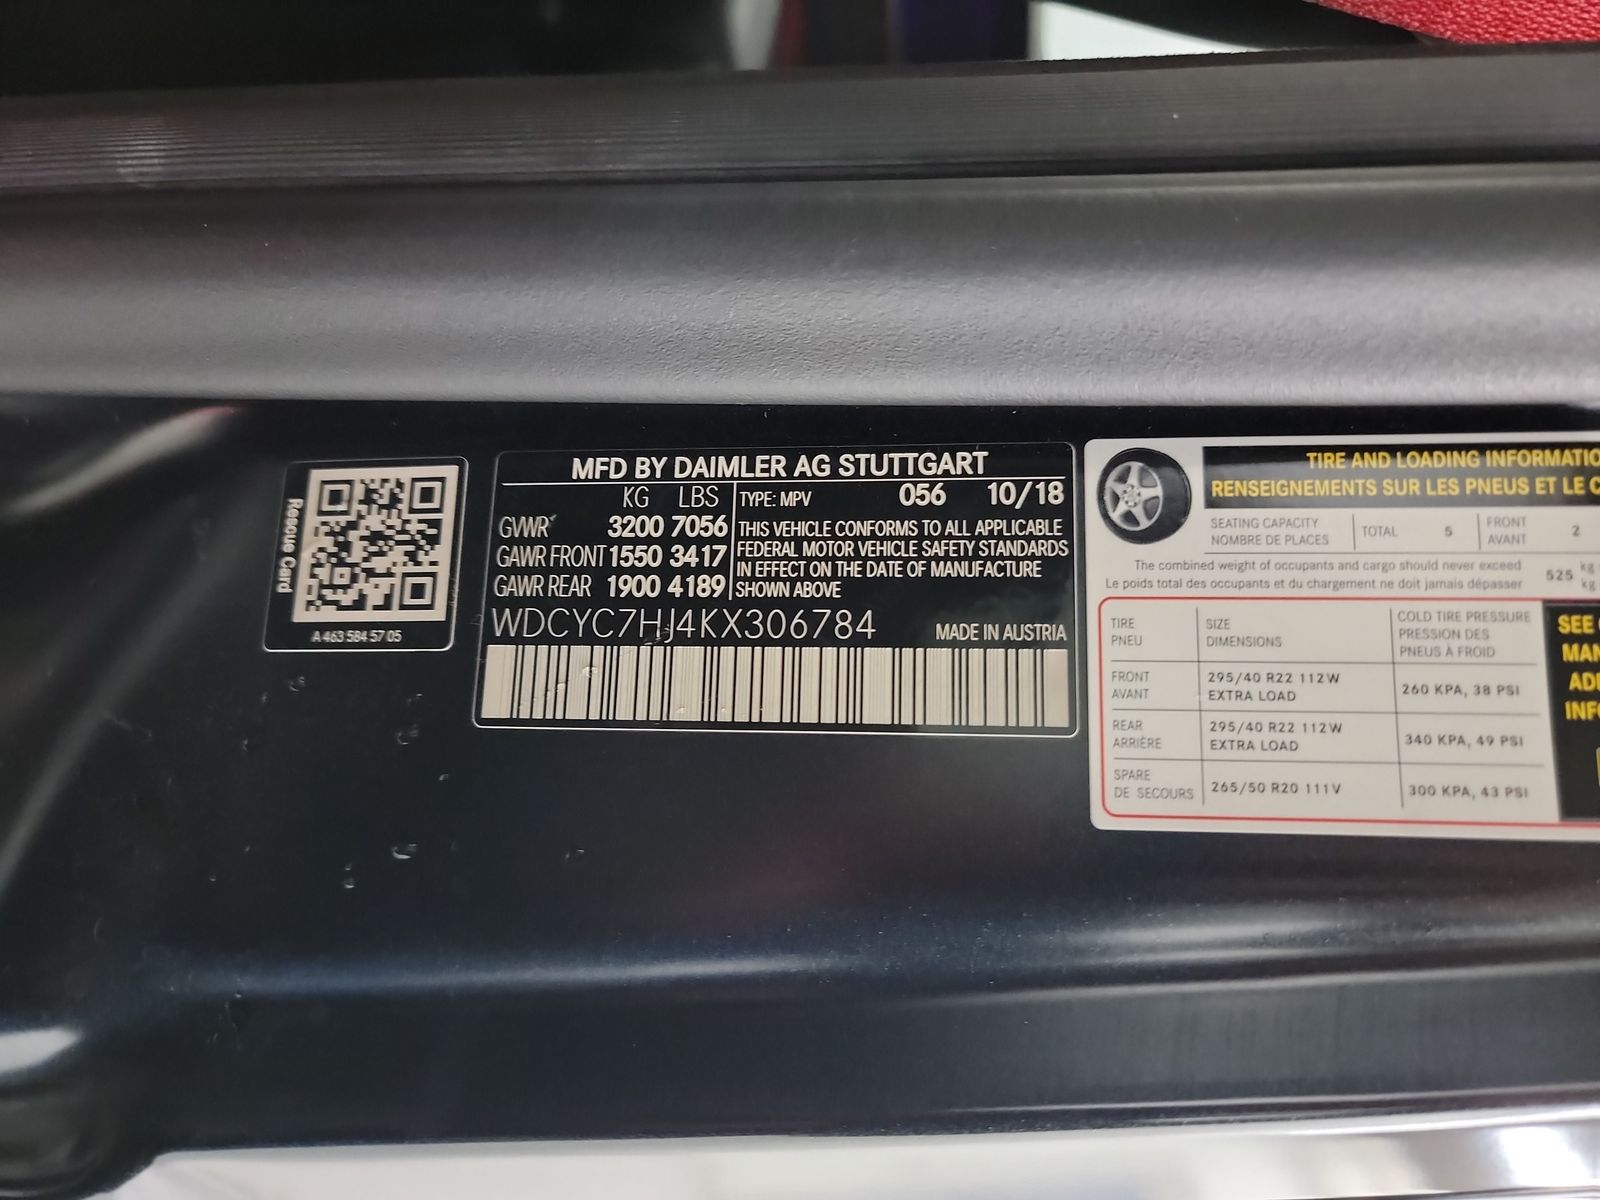 Rescue Card
A 463 584 57 05
MFD BY DAIMLER AG STUTTGART
KG LBS
GVWR 3200 7056
GAWR FRONT 1550 3417
GAWR REAR 1900 4189
TYPE: MPV 056 10/18
THIS VEHICLE CONFORMS TO ALL APPLICABLE
FEDERAL MOTOR VEHICLE SAFETY STANDARDS
IN EFFECT ON THE DATE OF MANUFACTURE
SHOWN ABOVE
WDCYC7HJ4KX306784 MADE IN AUSTRIA
TIRE AND LOADING INFORMATIO
RENSEIGNEMENTS SUR LES PNEUS ET LE C
SEATING CAPACITY
NOMBRE DE PLACES
TOTAL 5
FRONT
AVANT
2
The combined weight of occupants and cargo should never exceed
Le poids total des occupants et du chargement ne doit jamais dépasser
525 kg
kg
TIRE
PNEU
SIZE
DIMENSIONS
COLD TIRE PRESSURE
PRESSION DES
PNEUS À FROID
FRONT
AVANT
295/40 R22 112W
EXTRA LOAD
260 KPA, 38 PSI
REAR
ARRIÈRE
295/40 R22 112W
EXTRA LOAD
340 KPA, 49 PSI
SPARE
DE SECOURS
265/50 R20 111V
300 KPA, 43 PSI
SEE
MAN
ADD
INFO